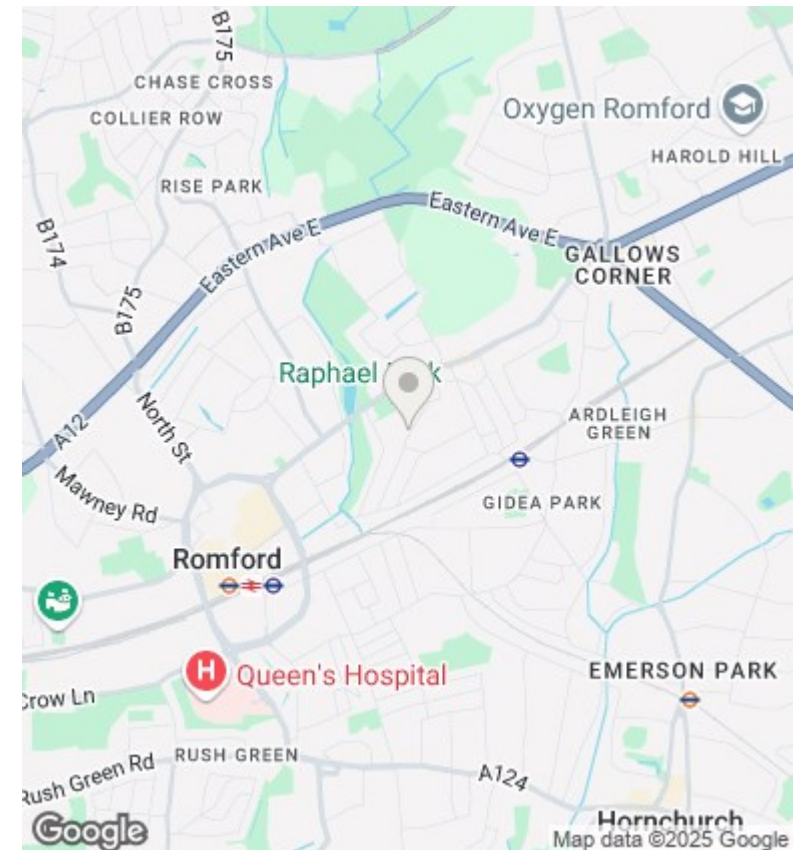 B175
CHASE CROSS
COLLIER ROW
Oxygen Romford
HAROLD HILL
RISE PARK
B174
Eastern Ave E
Eastern Ave E
GALLOWS
CORNER
B175
Raphael
North St
A12
ARDLEIGH
GREEN
Mawney Rd
GIDEA PARK
Romford
H
Queen's Hospital
EMERSON PARK
Crow Ln
RUSH GREEN
Rush Green Rd
A124
Hornchurch
Google
Map data ©2025 Google